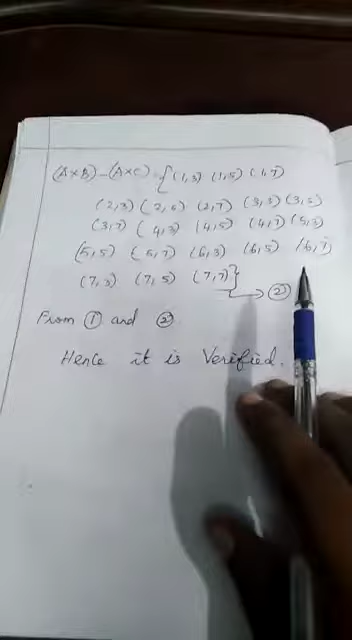 (A×B) - (A×C) = {(1,3) (1,5) (1,7)
(2,3) (2,5) (2,7) (3,3) (3,5)
(3,7) (4,3) (4,5) (4,7) (5,3)
(5,5) (5,7) (6,3) (6,5) (6,7)
(7,3) (7,5) (7,7)}
→ ②
From ① and ②
Hence it is Verified.